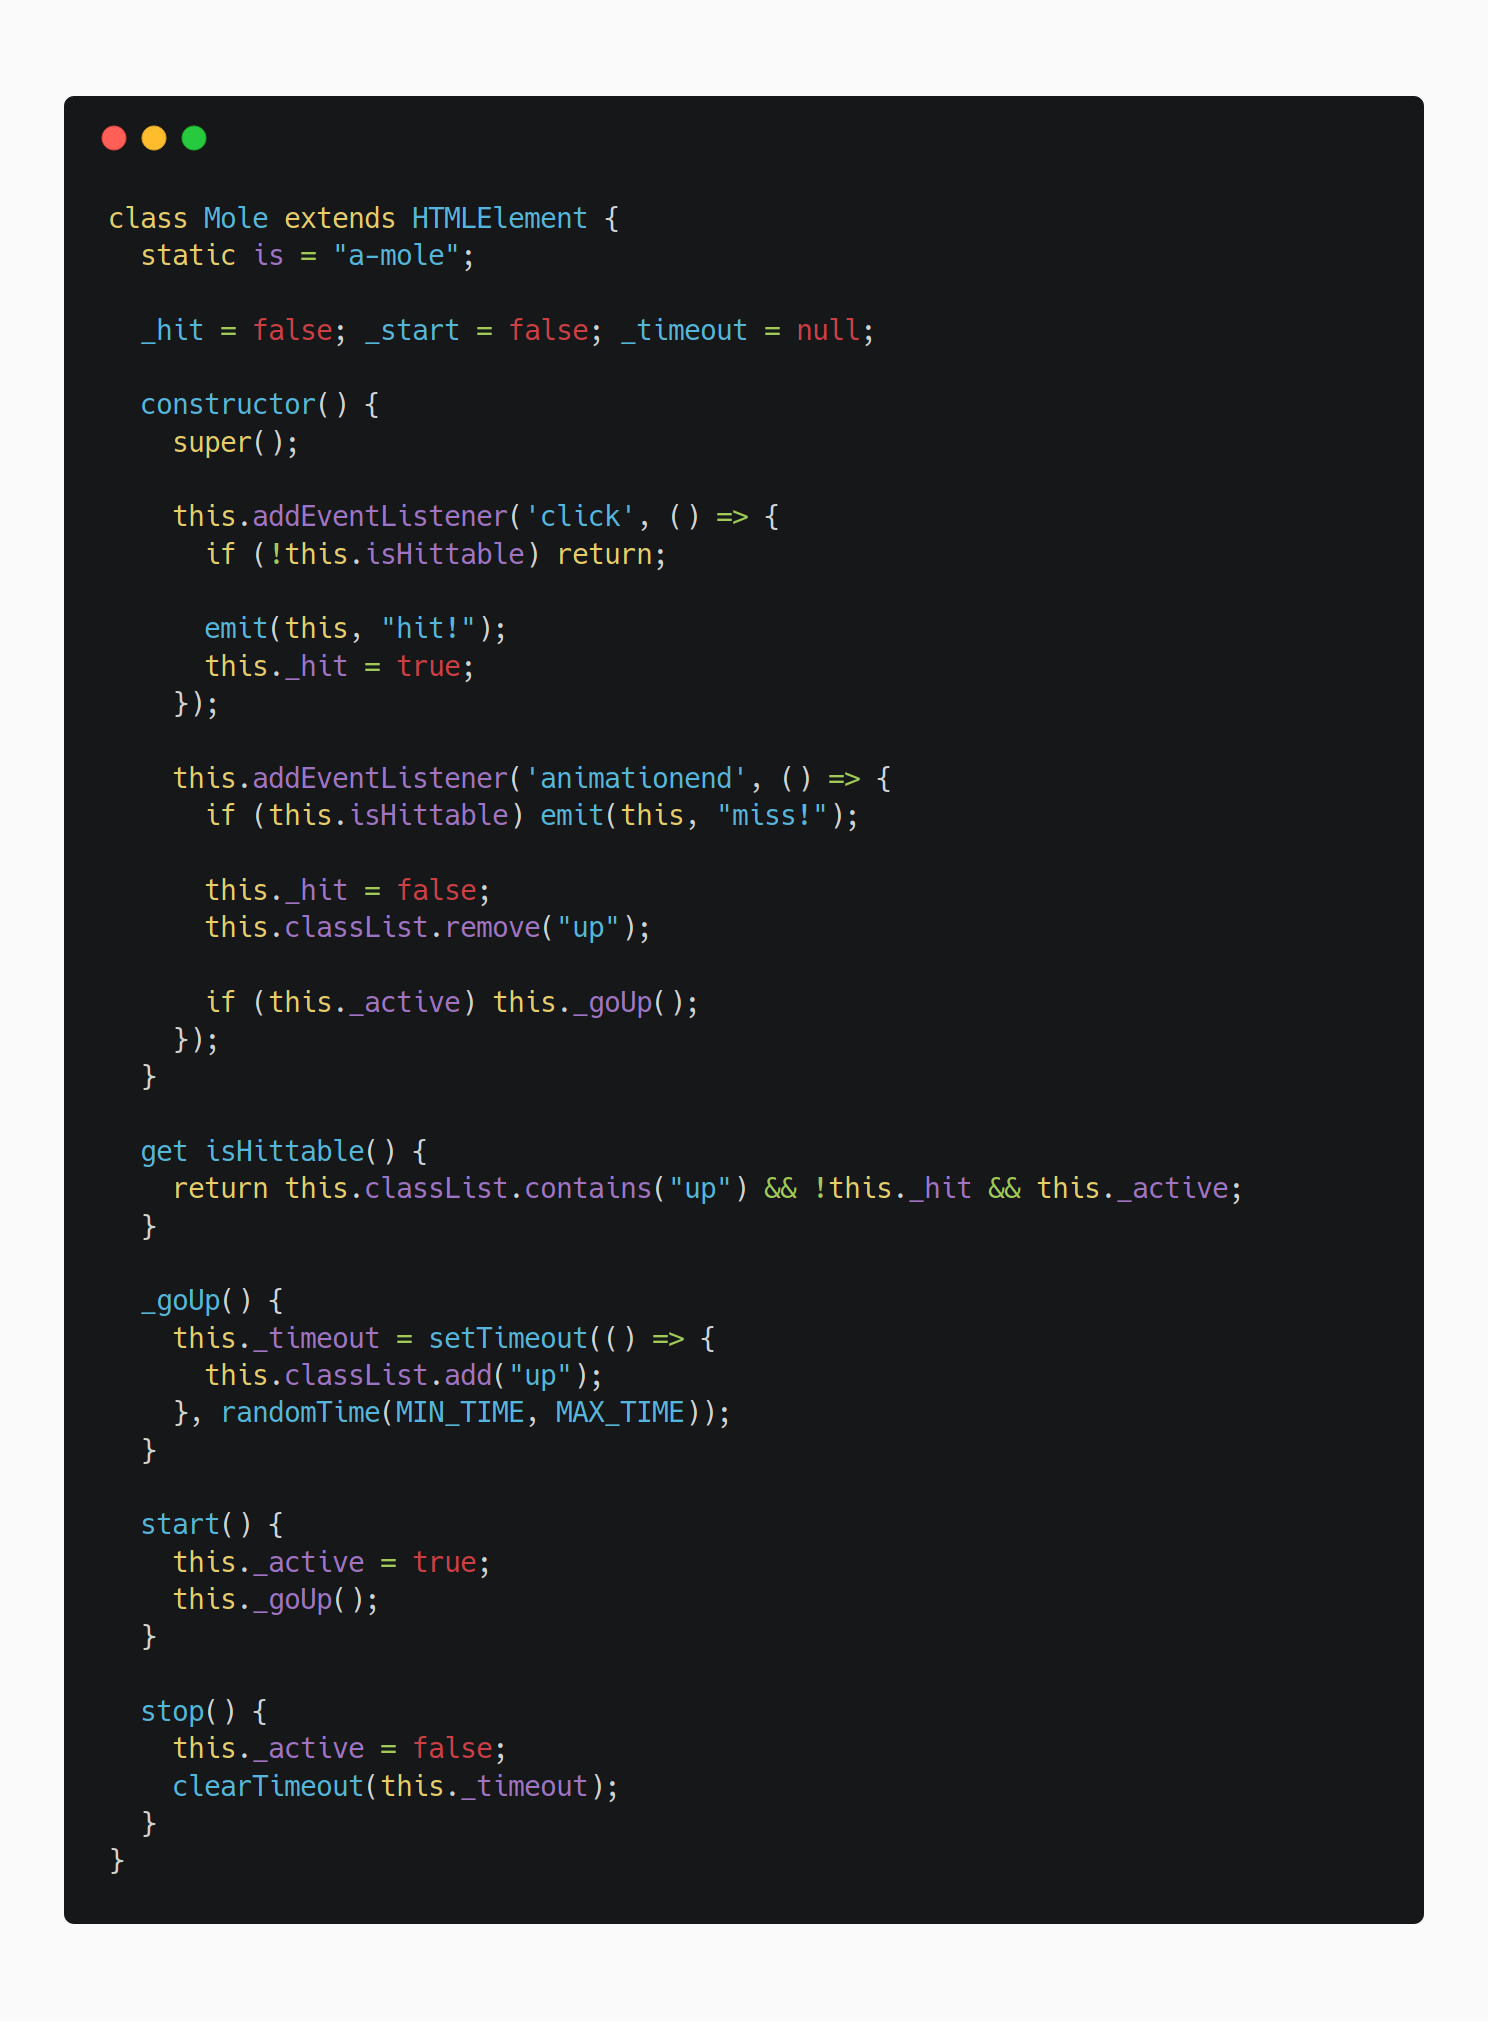 class Mole extends HTMLElement {
  static is = "a-mole";

  _hit = false; _start = false; _timeout = null;

  constructor() {
    super();

    this.addEventListener('click', () => {
      if (!this.isHittable) return;

      emit(this, "hit!");
      this._hit = true;
    });

    this.addEventListener('animationend', () => {
      if (this.isHittable) emit(this, "miss!");

      this._hit = false;
      this.classList.remove("up");

      if (this._active) this._goUp();
    });
  }

  get isHittable() {
    return this.classList.contains("up") && !this._hit && this._active;
  }

  _goUp() {
    this._timeout = setTimeout(() => {
      this.classList.add("up");
    }, randomTime(MIN_TIME, MAX_TIME));
  }

  start() {
    this._active = true;
    this._goUp();
  }

  stop() {
    this._active = false;
    clearTimeout(this._timeout);
  }
}